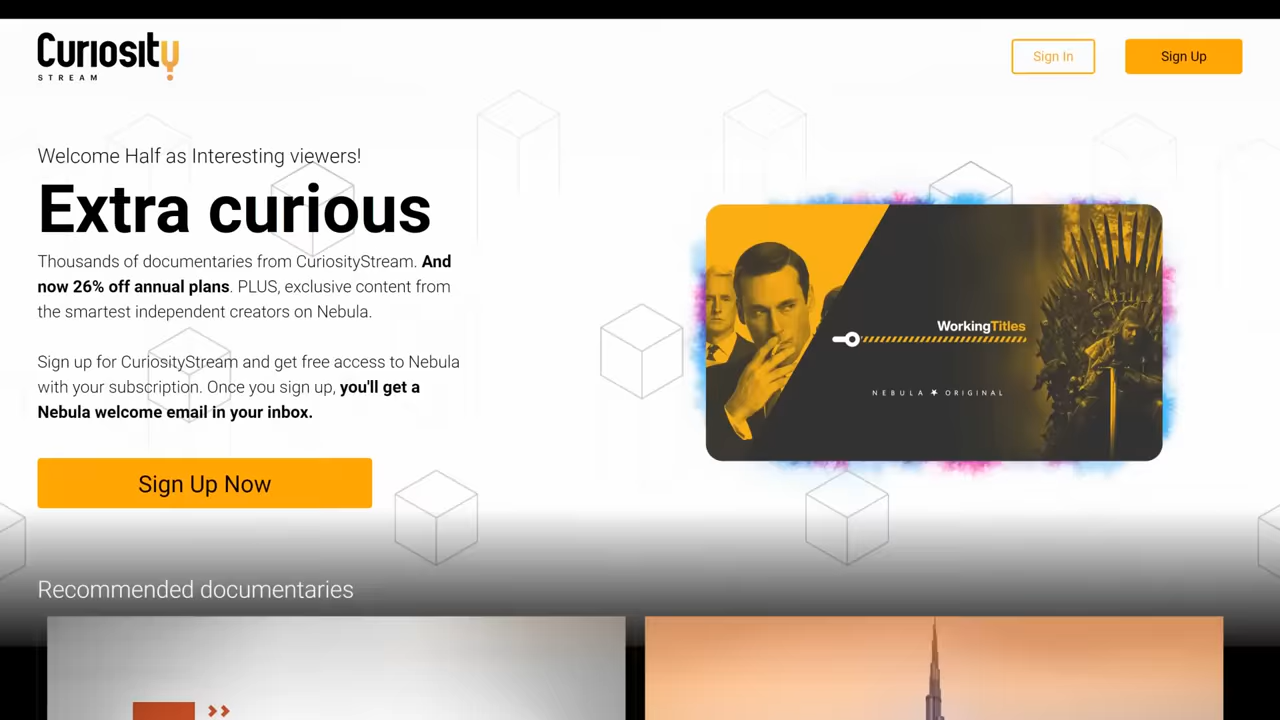 Curiosity
STREAM
Sign In
Sign Up
Welcome Half as Interesting viewers!
Extra curious
Thousands of documentaries from CuriosityStream. And
now 26% off annual plans. PLUS, exclusive content from
the smartest independent creators on Nebula.
Sign up for CuriosityStream and get free access to Nebula
with your subscription. Once you sign up, you'll get a
Nebula welcome email in your inbox.
Sign Up Now
WorkingTitles
NEBULA ORIGINAL
Recommended documentaries